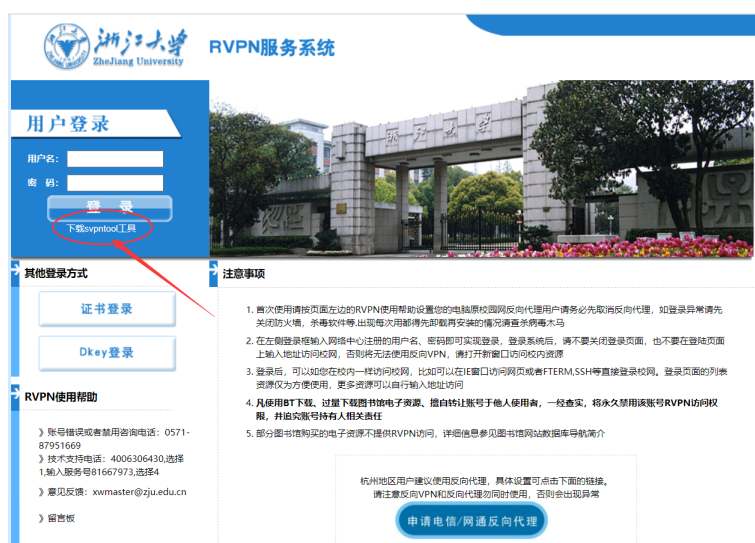 浙江大学
ZheJiang University
RVPN服务系统
用户登录
用户名:
密 码:
登 录
下载svpntool工具
浙江大学
其他登录方式
证书登录
Dkey登录
RVPN使用帮助
》账号错误或者禁用咨询电话：0571-
87951669
》技术支持电话：4006306430,选择
1,输入服务号81667973,选择4
》意见反馈：xwmaster@zju.edu.cn
》留言板
注意事项
1. 首次使用请按页面左边的RVPN使用帮助设置您的电脑原校园网反向代理用户请务必先取消反向代理，如登录异常请先
关闭防火墙，杀毒软件等.出现每次用都得先卸载再安装的情况请查杀病毒木马
2. 在左侧登录框输入网络中心注册的用户名、密码即可实现登录，登录系统后，请不要关闭登录页面，也不要在登陆页面
上输入地址访问校网，否则将无法使用反向VPN，请打开新窗口访问校内资源
3. 登录后，可以如您在校内一样访问校网，比如可以在IE窗口访问网页或者FTERM,SSH等直接登录校网。登录页面的列表
资源仅为方便使用，更多资源可以自行输入地址访问
4. 凡使用BT下载、过量下载图书馆电子资源、擅自转让账号于他人使用者，一经查实，将永久禁用该账号RVPN访问权
限，并追究账号持有人相关责任
5. 部分图书馆购买的电子资源不提供RVPN访问，详细信息参见图书馆网站数据库导航简介
杭州地区用户建议使用反向代理，具体设置可点击下面的链接。
请注意反向VPN和反向代理勿同时使用，否则会出现异常
申请电信/网通反向代理